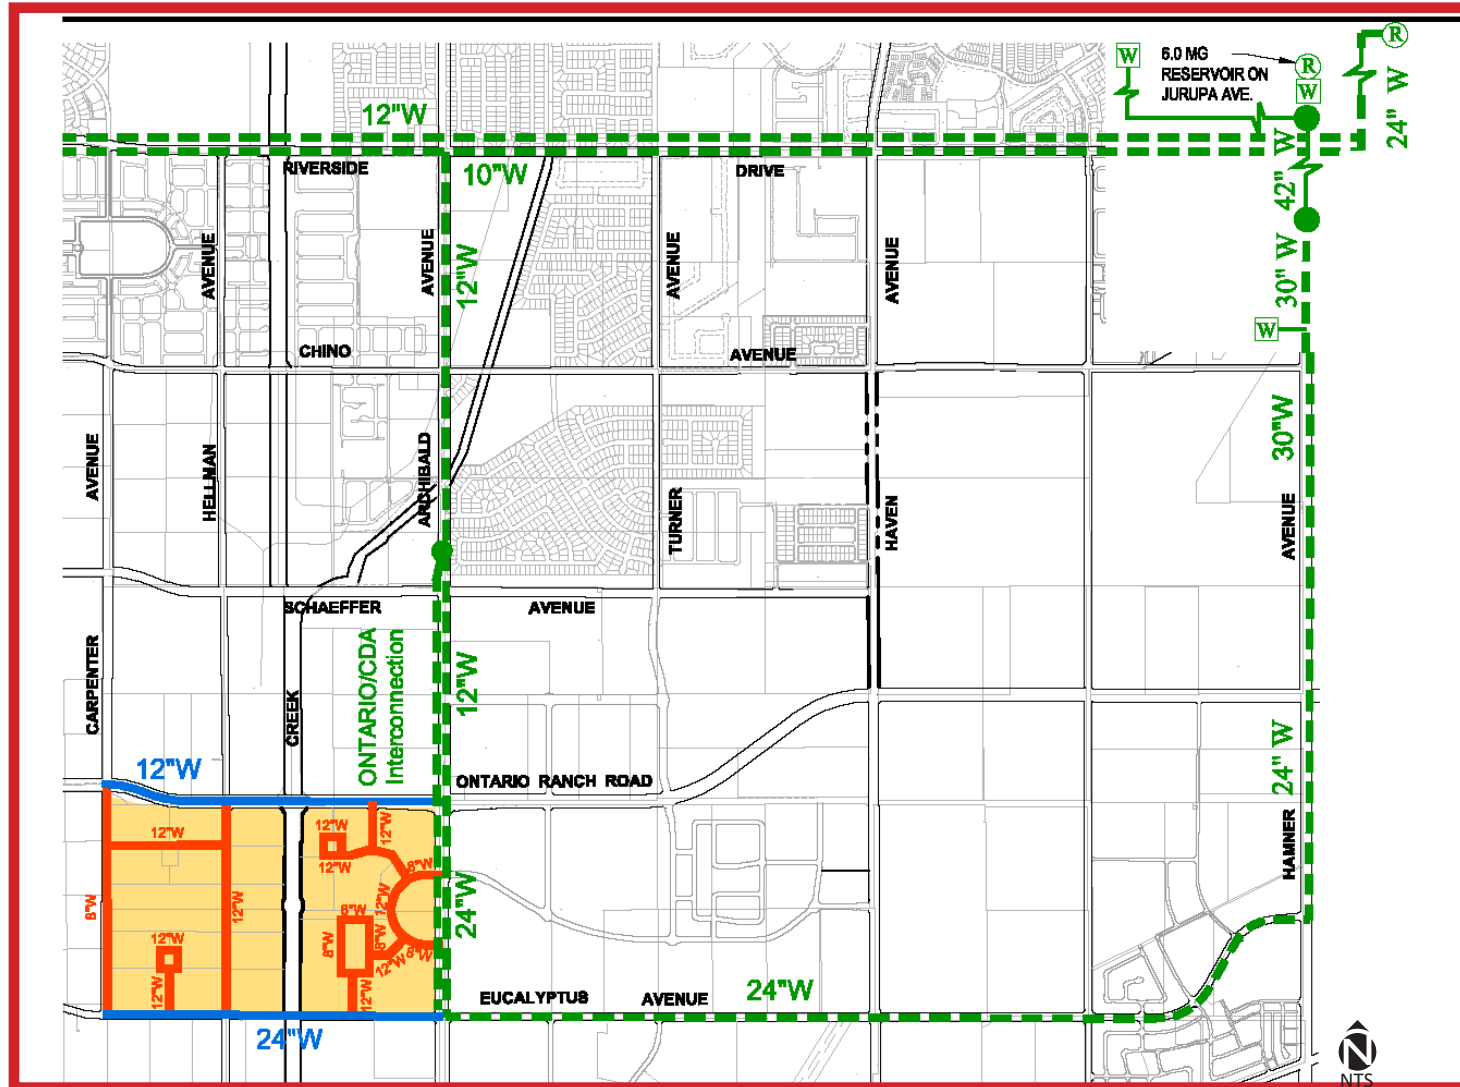 W
6.0 MG
RESERVOIR ON
JURUPA AVE.
R
W
R
24" W
12"W
RIVERSIDE
10"W
DRIVE
42" W
AVENUE
AVENUE
12"W
AVENUE
AVENUE
30" W
W
CHINO
AVENUE
AVENUE
HELLMAN
ARCHIBALD
TURNER
HAVEN
30"W
AVENUE
SCHAEFFER
AVENUE
CARPENTER
CREEK
ONTARIO/CDA
Interconnection
12"W
24" W
12"W
ONTARIO RANCH ROAD
HAMNER
12"W
12"W
12"W
12"W
8"W
8"W
12"W
12"W
24"W
8"W
8"W
8"W
8"W
12"W
12"W
12"W
12"W
EUCALYPTUS
AVENUE
24"W
24"W
N
NTS